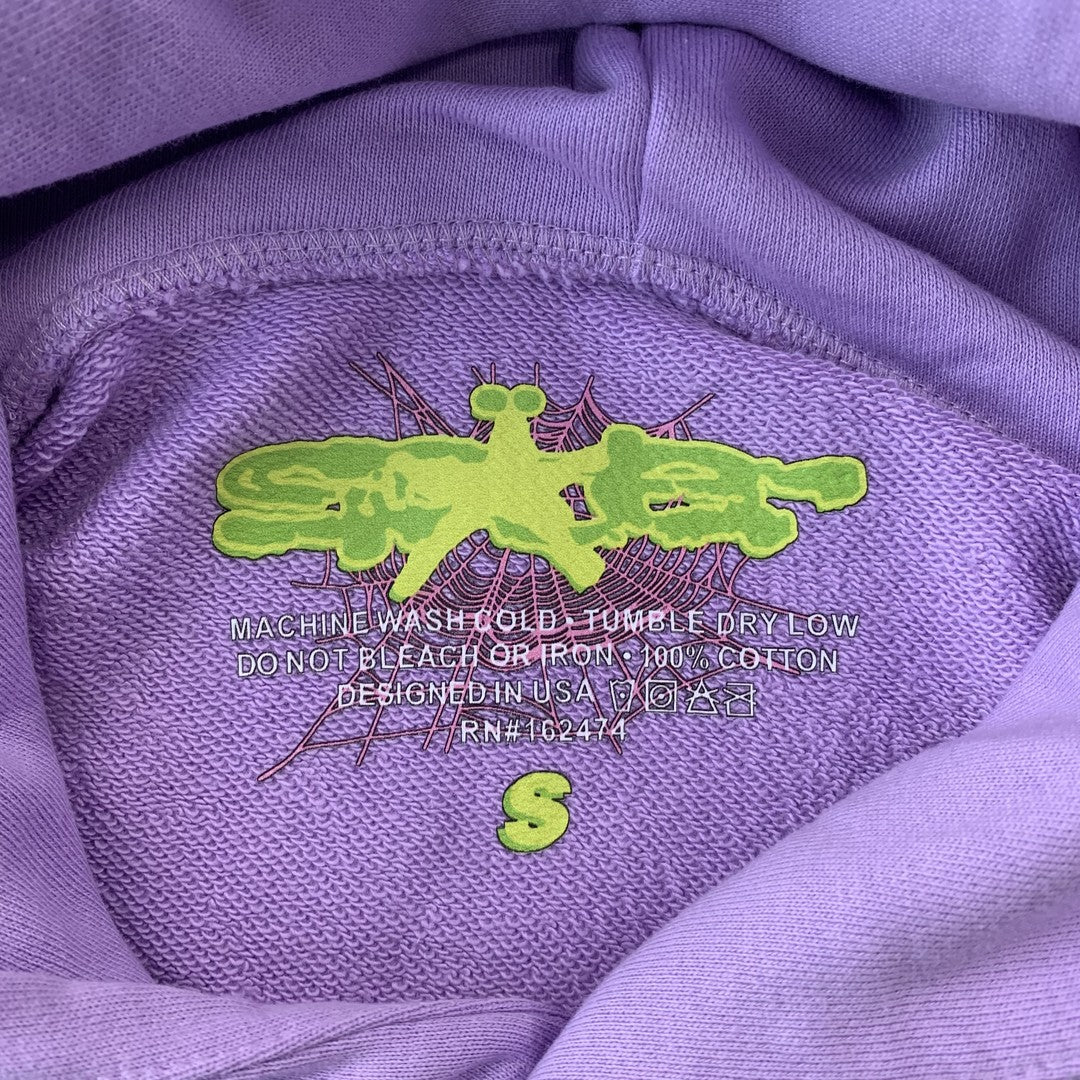 MACHINE WASH COLD • TUMBLE DRY LOW
DO NOT BLEACH OR IRON • 100% COTTON
DESIGNED IN USA
RN#162474
S